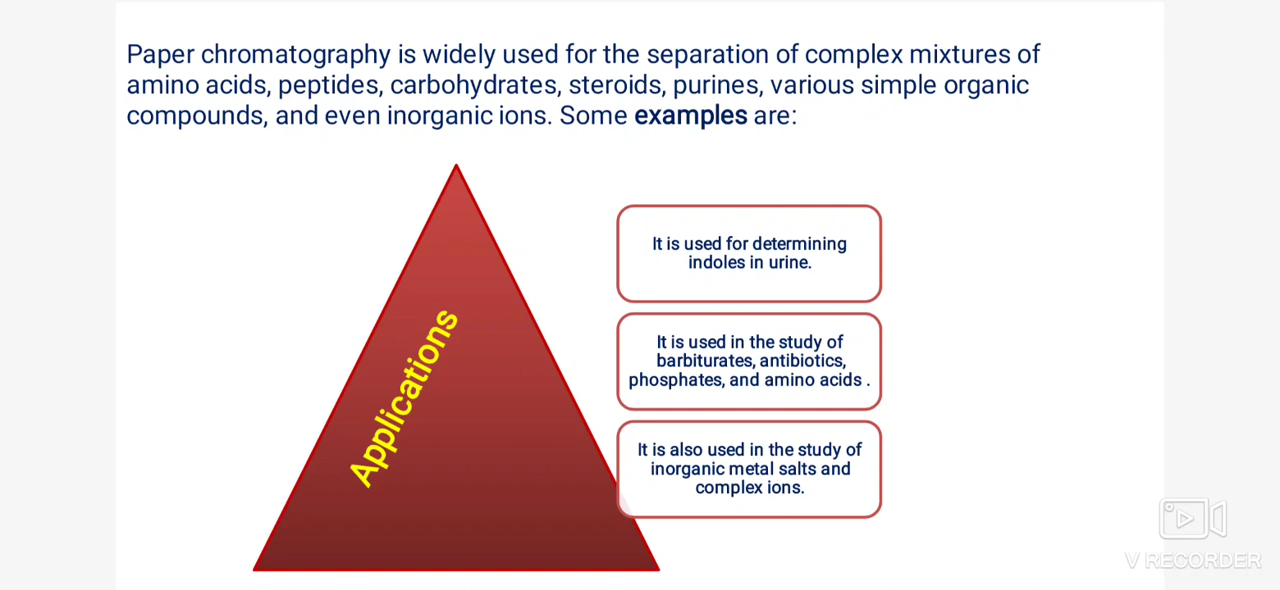 Paper chromatography is widely used for the separation of complex mixtures of
amino acids, peptides, carbohydrates, steroids, purines, various simple organic
compounds, and even inorganic ions. Some examples are:
Applications
It is used for determining
indoles in urine.
It is used in the study of
barbiturates, antibiotics,
phosphates, and amino acids .
It is also used in the study of
inorganic metal salts and
complex ions.
V RECORDER